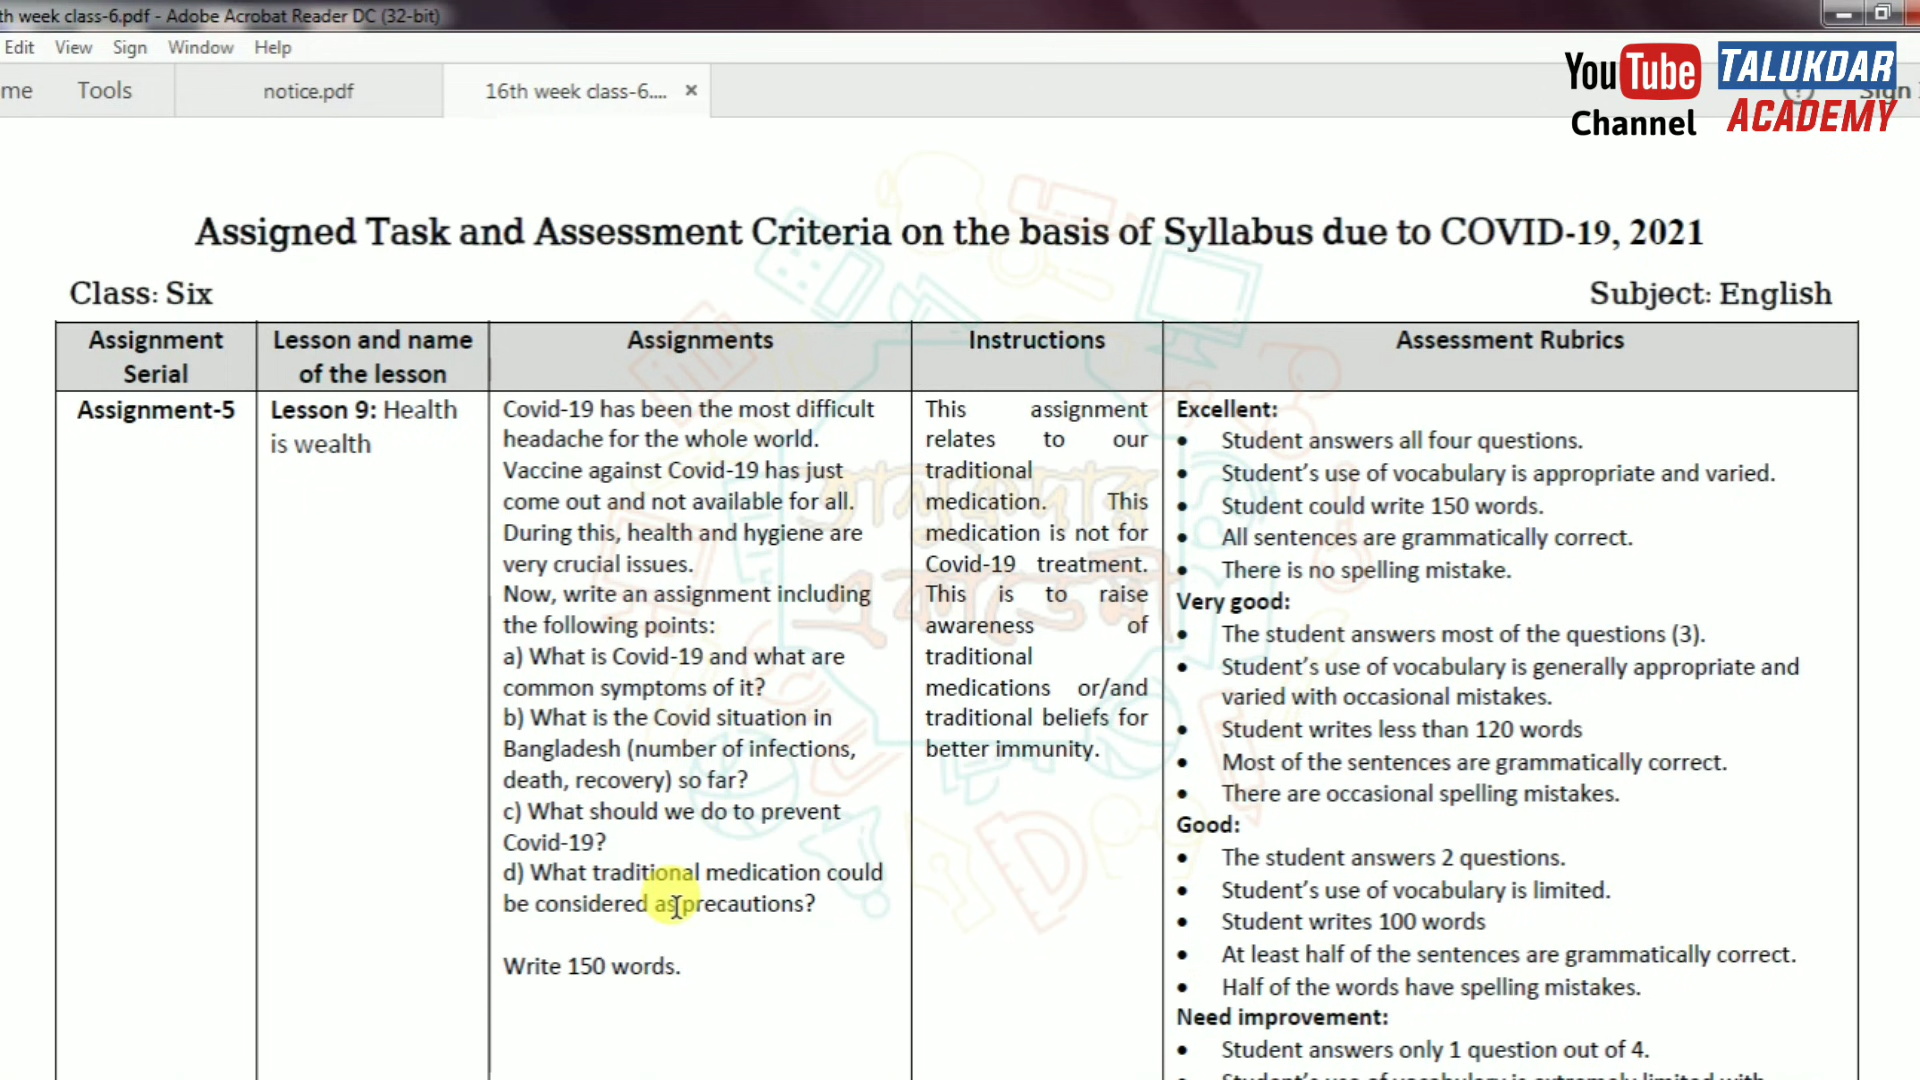 th week class-6.pdf - Adobe Acrobat Reader DC (32-bit)
Edit View Sign Window Help
me Tools notice.pdf 16th week class-6.... × Sign
YouTube Channel
TALUKDAR ACADEMY
Assigned Task and Assessment Criteria on the basis of Syllabus due to COVID-19, 2021
Class: Six
Subject: English
Assignment Serial
Lesson and name of the lesson
Assignments
Instructions
Assessment Rubrics
Assignment-5
Lesson 9: Health
is wealth
Covid-19 has been the most difficult
headache for the whole world.
Vaccine against Covid-19 has just
come out and not available for all.
During this, health and hygiene are
very crucial issues.
Now, write an assignment including
the following points:
a) What is Covid-19 and what are
common symptoms of it?
b) What is the Covid situation in
Bangladesh (number of infections,
death, recovery) so far?
c) What should we do to prevent
Covid-19?
d) What traditional medication could
be considered as precautions?
Write 150 words.
This assignment
relates to our
traditional
medication. This
medication is not for
Covid-19 treatment.
This is to raise
awareness of
traditional
medications or/and
traditional beliefs for
better immunity.
Excellent:
• Student answers all four questions.
• Student's use of vocabulary is appropriate and varied.
• Student could write 150 words.
• All sentences are grammatically correct.
• There is no spelling mistake.
Very good:
• The student answers most of the questions (3).
• Student's use of vocabulary is generally appropriate and
varied with occasional mistakes.
• Student writes less than 120 words
• Most of the sentences are grammatically correct.
• There are occasional spelling mistakes.
Good:
• The student answers 2 questions.
• Student's use of vocabulary is limited.
• Student writes 100 words
• At least half of the sentences are grammatically correct.
• Half of the words have spelling mistakes.
Need improvement:
• Student answers only 1 question out of 4.
• Student's use of vocabulary is extremely limited with
তালুকদার
একাডেমী